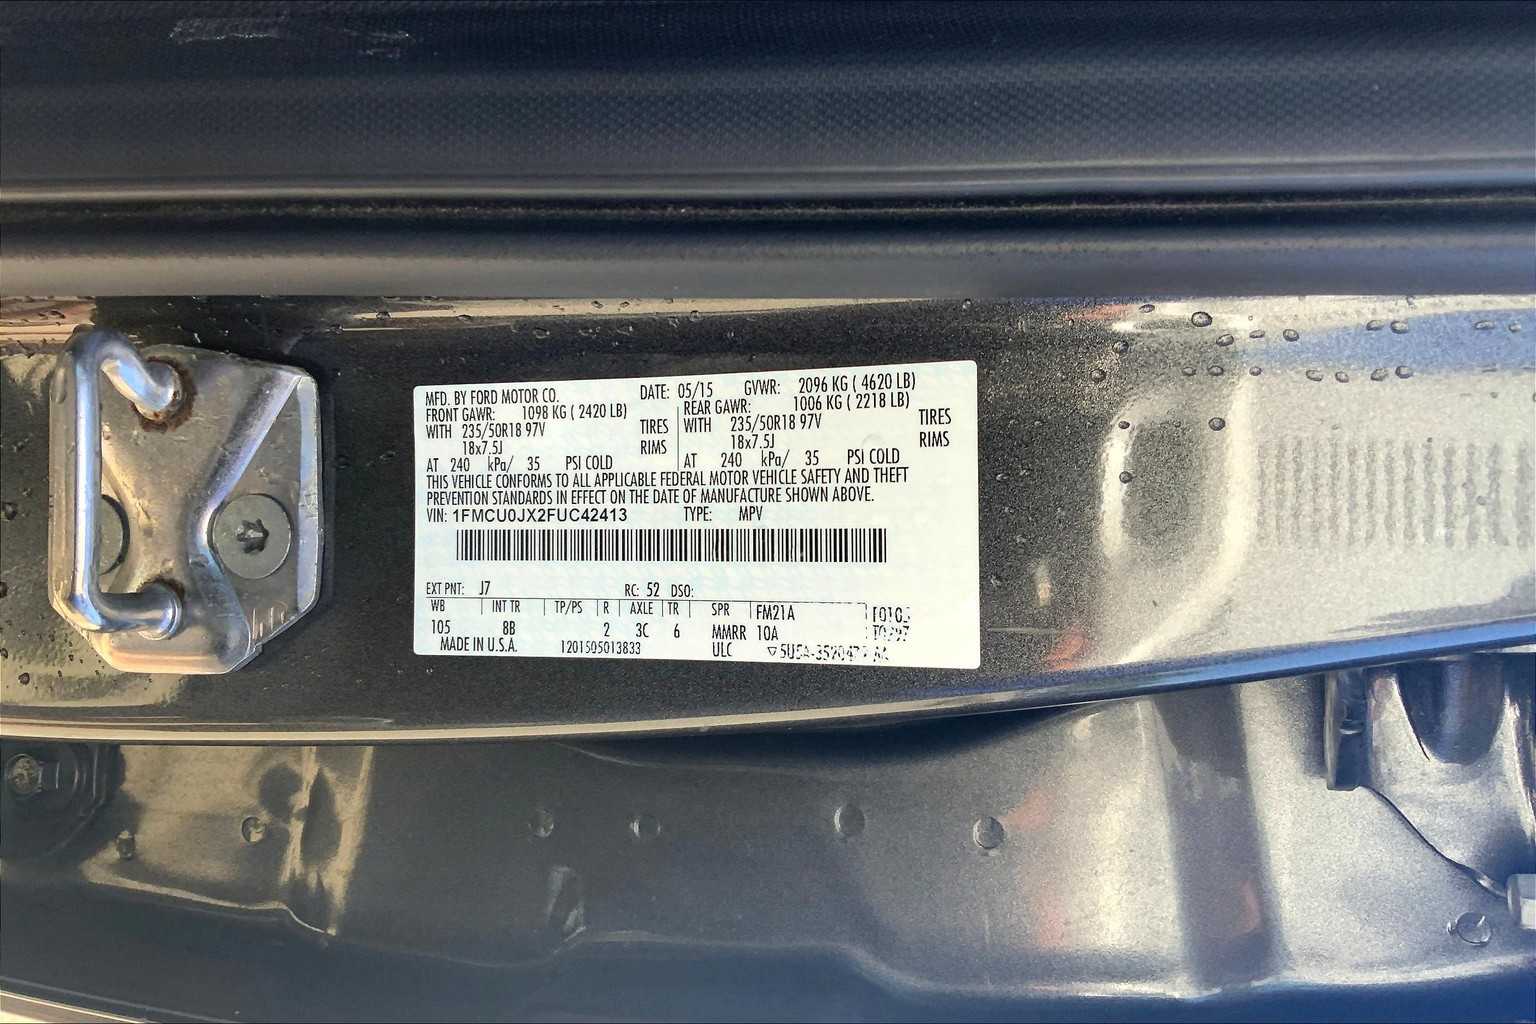 MFD. BY FORD MOTOR CO. DATE: 05/15 GVWR: 2096 KG ( 4620 LB)
FRONT GAWR: 1098 KG ( 2420 LB) REAR GAWR: 1006 KG ( 2218 LB)
WITH 235/50R18 97V TIRES WITH 235/50R18 97V TIRES
18x7.5J RIMS 18x7.5J RIMS
AT 240 kPa/ 35 PSI COLD AT 240 kPa/ 35 PSI COLD
THIS VEHICLE CONFORMS TO ALL APPLICABLE FEDERAL MOTOR VEHICLE SAFETY AND THEFT
PREVENTION STANDARDS IN EFFECT ON THE DATE OF MANUFACTURE SHOWN ABOVE.
VIN: 1FMCU0JX2FUC42413 TYPE: MPV
EXT PNT: J7 RC: 52 DSO:
WB INT TR TP/PS R AXLE TR SPR FM21A
105 8B 2 3C 6 MMRR 10A
MADE IN U.S.A. 1201505013833 ULC